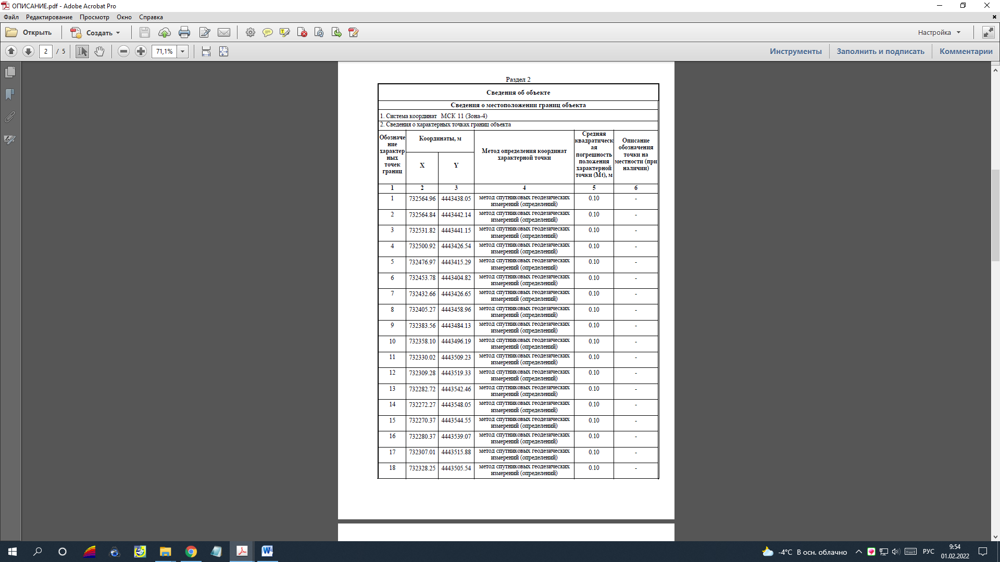 ОПИСАНИЕ.pdf - Adobe Acrobat Pro
Файл Редактирование Просмотр Окно Справка
Открыть Создать Настройка
2 / 5 71,1% Инструменты Заполнить и подписать Комментарии
Раздел 2
Сведения об объекте
Сведения о местоположении границ объекта
1. Система координат МСК 11 (Зона-4)
2. Сведения о характерных точках границ объекта
Обозначе
ние
характер
ных
точек
границ
Координаты, м
X Y
Метод определения координат
характерной точки
Средняя
квадратическ
ая
погрешность
положения
характерной
точки (Mt), м
Описание
обозначения
точки на
местности (при
наличии)
1 2 3 4 5 6
1 732564.96 4443438.05 метод спутниковых геодезических 0.10 -
измерений (определений)
2 732564.84 4443442.14 метод спутниковых геодезических 0.10 -
измерений (определений)
3 732531.82 4443441.15 метод спутниковых геодезических 0.10 -
измерений (определений)
4 732500.92 4443426.54 метод спутниковых геодезических 0.10 -
измерений (определений)
5 732476.97 4443415.29 метод спутниковых геодезических 0.10 -
измерений (определений)
6 732453.78 4443404.82 метод спутниковых геодезических 0.10 -
измерений (определений)
7 732432.66 4443426.65 метод спутниковых геодезических 0.10 -
измерений (определений)
8 732405.27 4443458.96 метод спутниковых геодезических 0.10 -
измерений (определений)
9 732383.56 4443484.13 метод спутниковых геодезических 0.10 -
измерений (определений)
10 732358.10 4443496.19 метод спутниковых геодезических 0.10 -
измерений (определений)
11 732330.02 4443509.23 метод спутниковых геодезических 0.10 -
измерений (определений)
12 732309.28 4443519.33 метод спутниковых геодезических 0.10 -
измерений (определений)
13 732282.72 4443542.46 метод спутниковых геодезических 0.10 -
измерений (определений)
14 732272.27 4443548.05 метод спутниковых геодезических 0.10 -
измерений (определений)
15 732270.37 4443544.55 метод спутниковых геодезических 0.10 -
измерений (определений)
16 732280.37 4443539.07 метод спутниковых геодезических 0.10 -
измерений (определений)
17 732307.01 4443515.88 метод спутниковых геодезических 0.10 -
измерений (определений)
18 732328.25 4443505.54 метод спутниковых геодезических 0.10 -
измерений (определений)
-4°C В осн. облачно РУС 9:54
01.02.2022